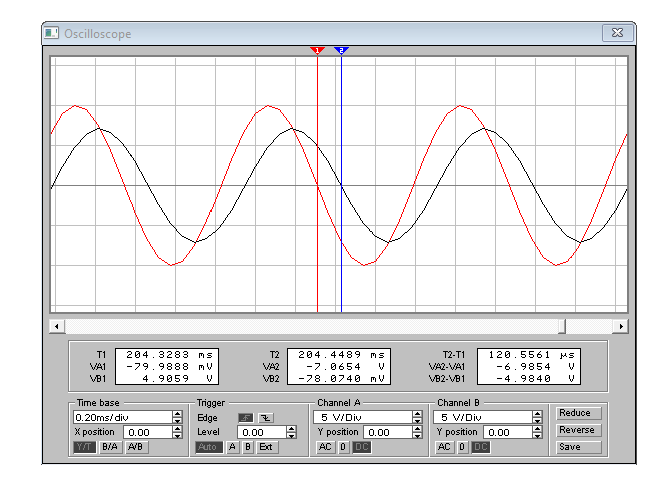 Oscilloscope
1 2
T1 204.3283 ms T2 204.4489 ms T2-T1 120.5561 µs
VA1 -79.9888 mV VA2 -7.0654 V VA2-VA1 -6.9854 V
VB1 4.9059 V VB2 -78.0740 mV VB2-VB1 -4.9840 V
Time base Trigger Channel A Channel B
0.20ms/div Edge 5 V/Div 5 V/Div Reduce
X position 0.00 Level 0.00 Y position 0.00 Y position 0.00 Reverse
Y/T B/A A/B Auto A B Ext AC 0 DC AC 0 DC Save